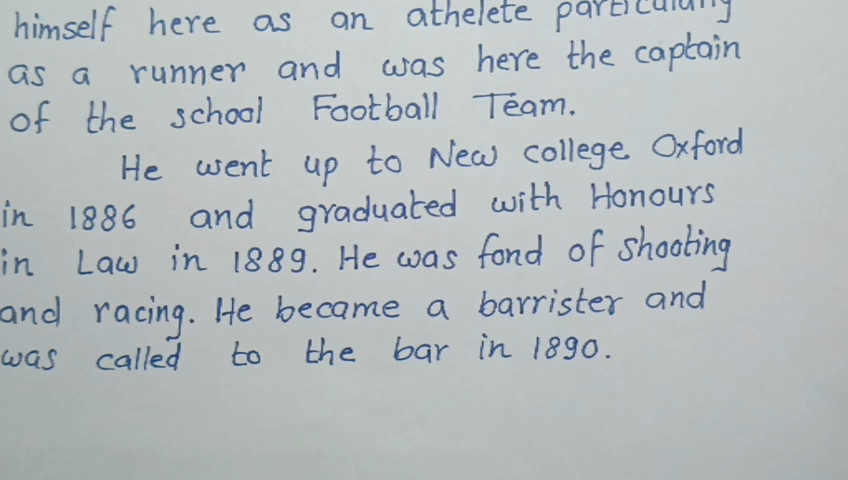 himself here as an athelete particularly
as a runner and was here the captain
of the school Football Team.
He went up to New college Oxford
in 1886 and graduated with Honours
in Law in 1889. He was fond of shooting
and racing. He became a barrister and
was called to the bar in 1890.